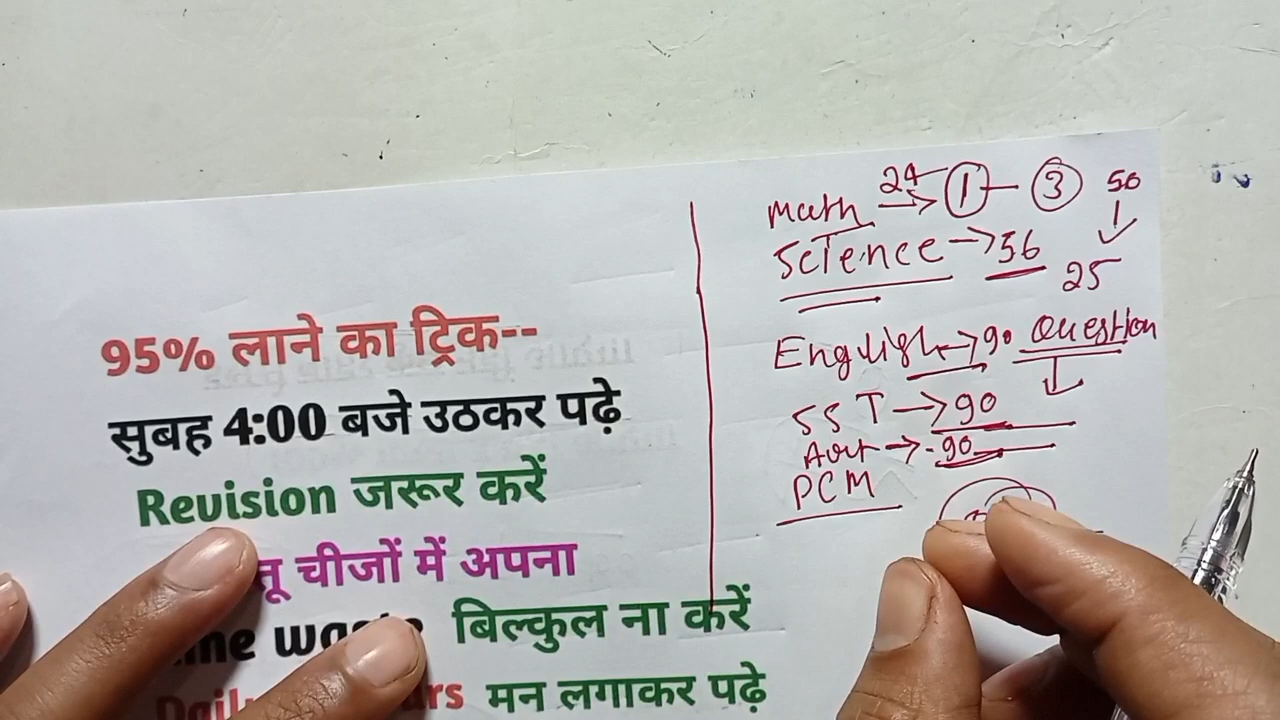 95% लाने का ट्रिक--
सुबह 4:00 बजे उठकर पढ़े
Revision जरूर करें
चीजों में अपना
बिल्कुल ना करें
मन लगाकर पढ़े
Math 24 → 1 — 3 50
Science → 56
25
English → 90 Question
SST → 90
→ 90
PCM